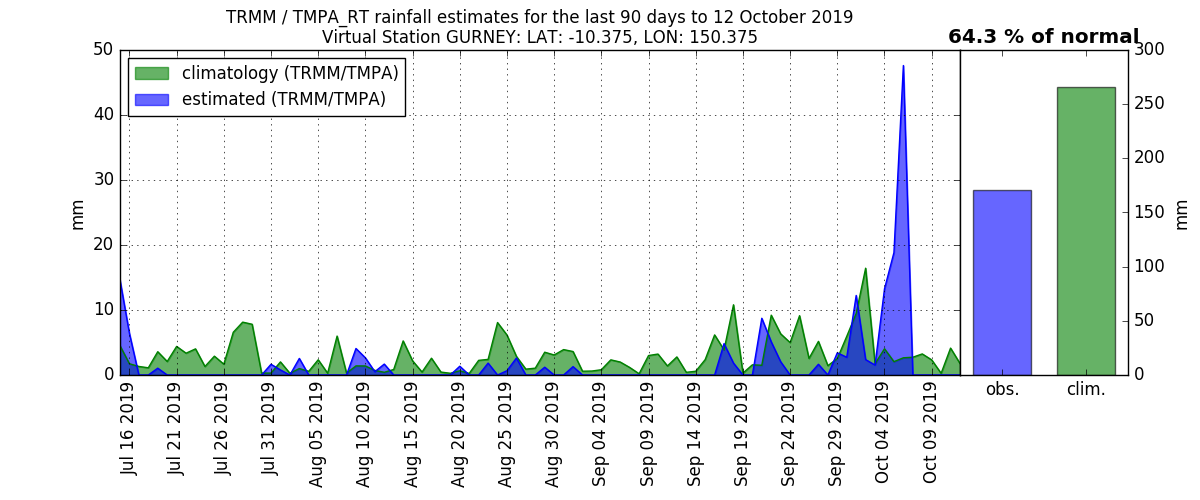 TRMM / TMPA_RT rainfall estimates for the last 90 days to 12 October 2019
Virtual Station GURNEY: LAT: -10.375, LON: 150.375
64.3 % of normal
climatology (TRMM/TMPA)
estimated (TRMM/TMPA)
50
40
30
20
10
0
mm
Jul 16 2019
Jul 21 2019
Jul 26 2019
Jul 31 2019
Aug 05 2019
Aug 10 2019
Aug 15 2019
Aug 20 2019
Aug 25 2019
Aug 30 2019
Sep 04 2019
Sep 09 2019
Sep 14 2019
Sep 19 2019
Sep 24 2019
Sep 29 2019
Oct 04 2019
Oct 09 2019
300
250
200
150
100
50
0
mm
obs.
clim.